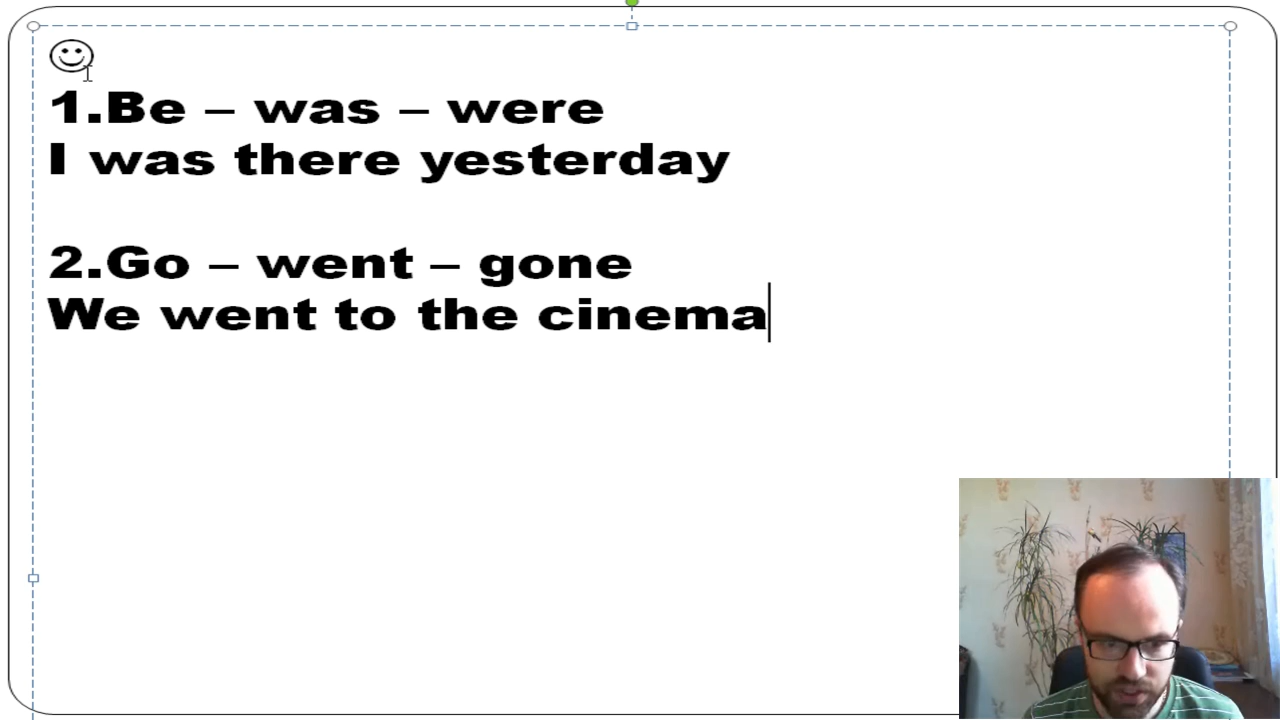 1.Be – was – were
I was there yesterday
2.Go – went – gone
We went to the cinema